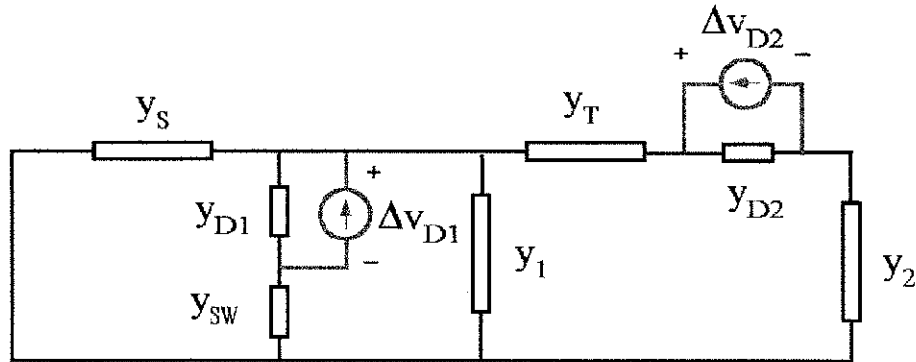 + Δv_D2 −
y_S
y_T
y_D2
y_D1
+
Δv_D1
−
y_SW
y_1
y_2